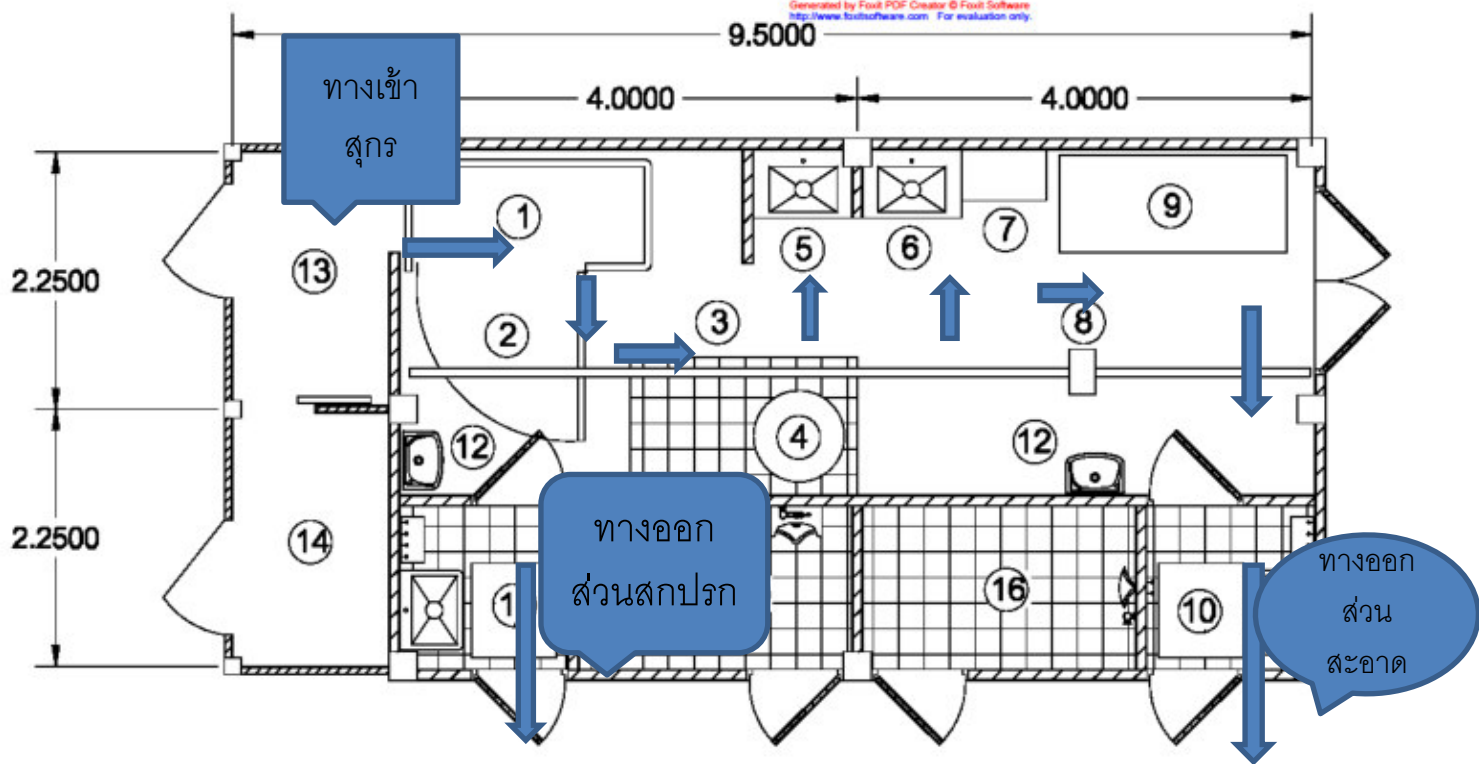 Generated by Foxit PDF Creator © Foxit Software
http://www.foxitsoftware.com For evaluation only.
9.5000
4.0000
4.0000
ทางเข้า
สุกร
1
5
6
7
9
2.2500
13
2
3
8
12
4
12
2.2500
14
ทางออก
ส่วนสกปรก
16
10
ทางออก
ส่วน
สะอาด